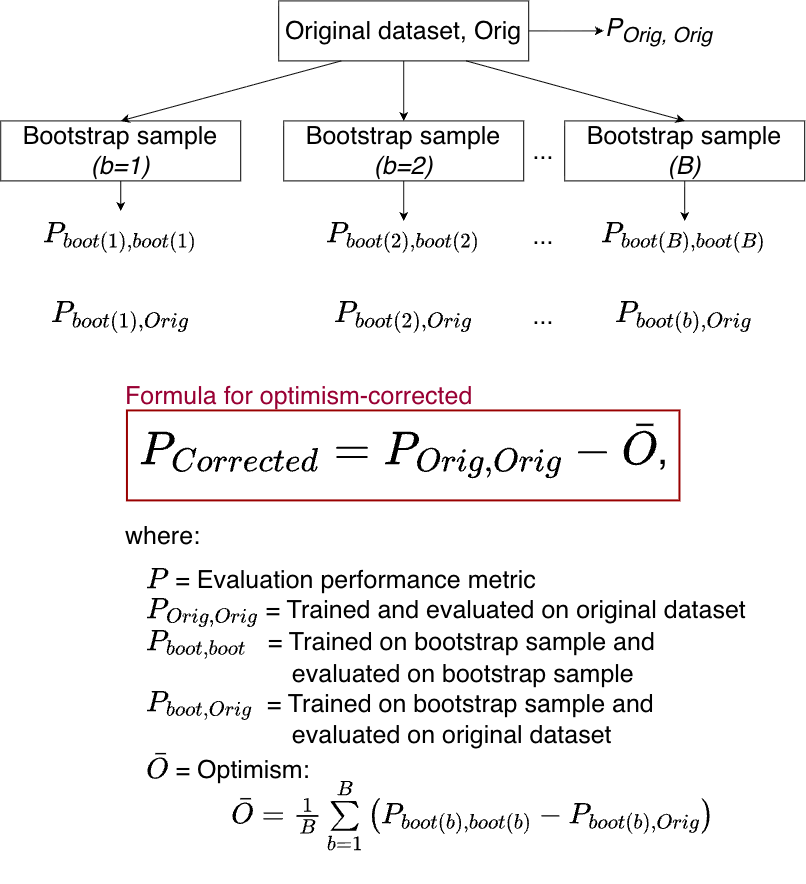 Original dataset, Orig
P_{Orig, Orig}
Bootstrap sample
(b=1)
Bootstrap sample
(b=2)
...
Bootstrap sample
(B)
P_{boot(1),boot(1)}
P_{boot(2),boot(2)}
...
P_{boot(B),boot(B)}
P_{boot(1),Orig}
P_{boot(2),Orig}
...
P_{boot(b),Orig}
Formula for optimism-corrected
P_{Corrected} = P_{Orig,Orig} − Ō,
where:
P = Evaluation performance metric
P_{Orig,Orig} = Trained and evaluated on original dataset
P_{boot,boot} = Trained on bootstrap sample and
evaluated on bootstrap sample
P_{boot,Orig} = Trained on bootstrap sample and
evaluated on original dataset
Ō = Optimism:
Ō = \frac{1}{B} \sum_{b=1}^{B} (P_{boot(b),boot(b)} − P_{boot(b),Orig})